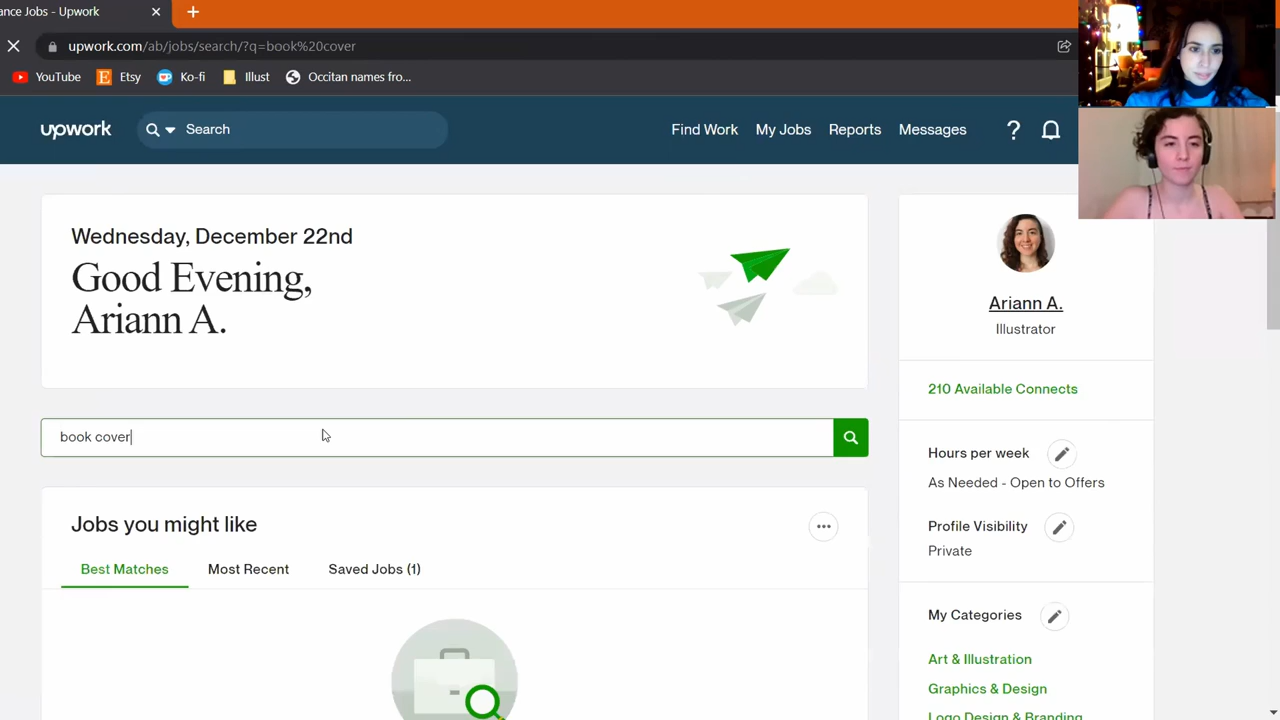 ance Jobs - Upwork
upwork.com/ab/jobs/search/?q=book%20cover
YouTube Etsy Ko-fi Illust Occitan names fro...
upwork Search Find Work My Jobs Reports Messages ?
Wednesday, December 22nd
Good Evening,
Ariann A.
book cover
Jobs you might like
Best Matches Most Recent Saved Jobs (1)
Ariann A.
Illustrator
210 Available Connects
Hours per week
As Needed - Open to Offers
Profile Visibility
Private
My Categories
Art & Illustration
Graphics & Design
Logo Design & Branding